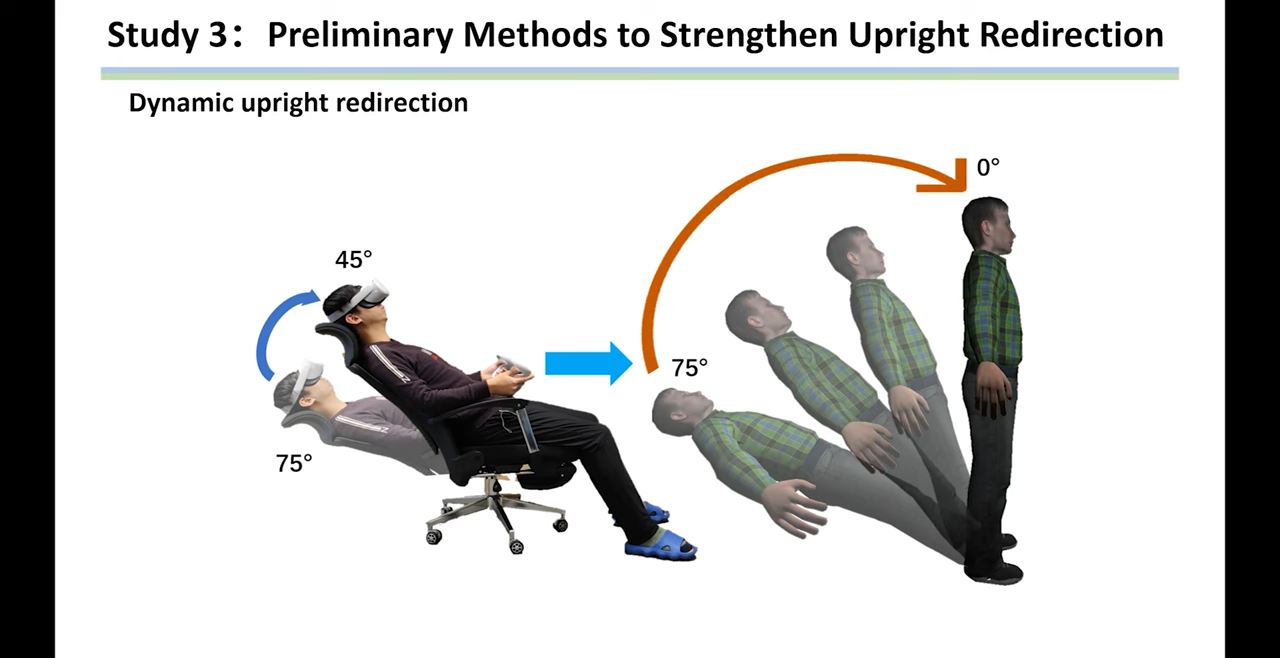 Study 3： Preliminary Methods to Strengthen Upright Redirection
Dynamic upright redirection
0°
45°
75°
75°